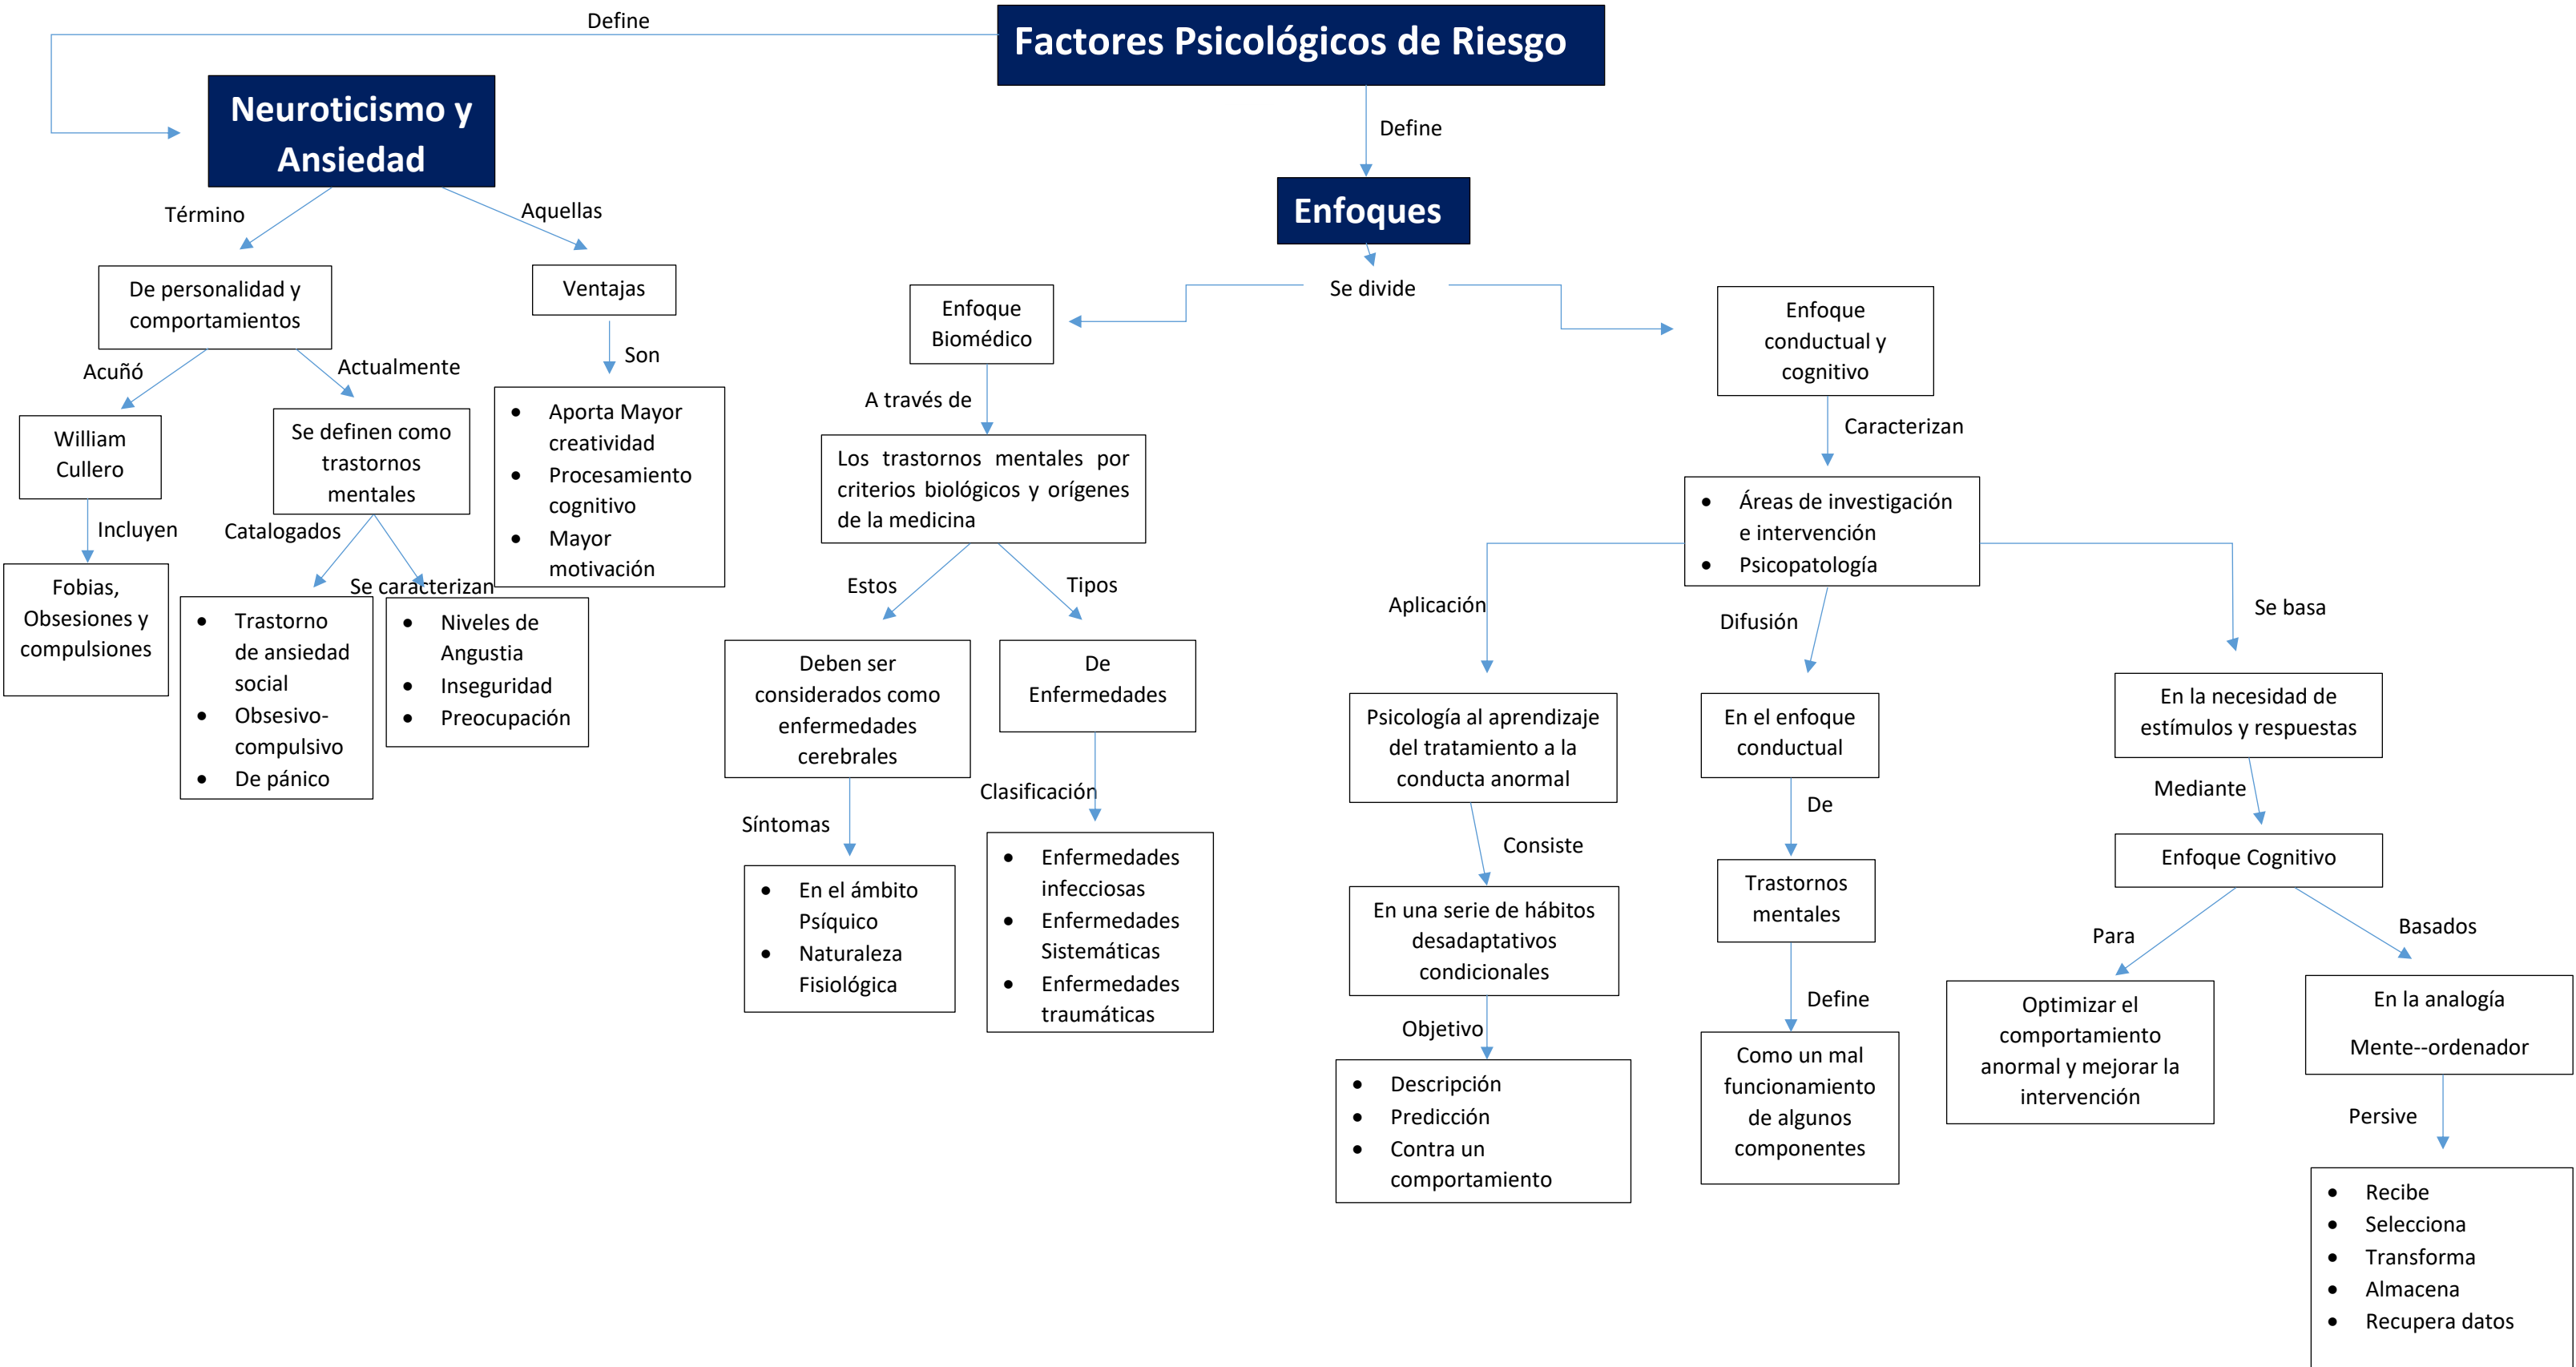 Define
Factores Psicológicos de Riesgo
Neuroticismo y
Ansiedad
Define
Enfoques
Término
Aquellas
De personalidad y
comportamientos
Ventajas
Acuñó
Actualmente
Son
William
Cullero
Se definen como
trastornos
mentales
• Aporta Mayor
creatividad
• Procesamiento
cognitivo
• Mayor
motivación
Incluyen
Catalogados
Se caracterizan
Fobias,
Obsesiones y
compulsiones
• Trastorno
de ansiedad
social
• Obsesivo-
compulsivo
• De pánico
• Niveles de
Angustia
• Inseguridad
• Preocupación
Se divide
Enfoque
Biomédico
A través de
Los trastornos mentales por
criterios biológicos y orígenes
de la medicina
Estos
Tipos
Deben ser
considerados como
enfermedades
cerebrales
De
Enfermedades
Síntomas
Clasificación
• En el ámbito
Psíquico
• Naturaleza
Fisiológica
• Enfermedades
infecciosas
• Enfermedades
Sistemáticas
• Enfermedades
traumáticas
Enfoque
conductual y
cognitivo
Caracterizan
• Áreas de investigación
e intervención
• Psicopatología
Aplicación
Difusión
Se basa
Psicología al aprendizaje
del tratamiento a la
conducta anormal
Consiste
En una serie de hábitos
desadaptativos
condicionales
Objetivo
• Descripción
• Predicción
• Contra un
comportamiento
En el enfoque
conductual
De
Trastornos
mentales
Define
Como un mal
funcionamiento
de algunos
componentes
En la necesidad de
estímulos y respuestas
Mediante
Enfoque Cognitivo
Para
Basados
Optimizar el
comportamiento
anormal y mejorar la
intervención
En la analogía
Mente--ordenador
Persive
• Recibe
• Selecciona
• Transforma
• Almacena
• Recupera datos